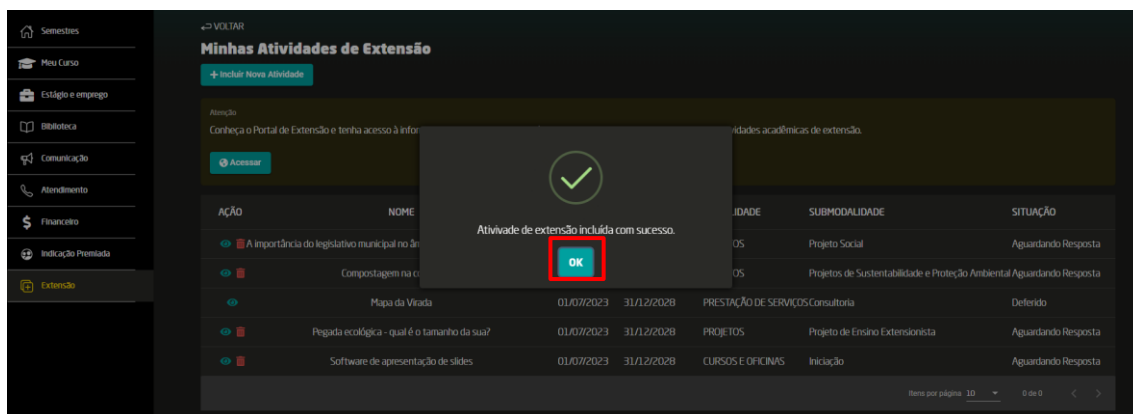 Semestres
Meu Curso
Estágio e emprego
Biblioteca
Comunicação
Atendimento
Financeiro
Indicação Premiada
Extensão
VOLTAR
Minhas Atividades de Extensão
+ Incluir Nova Atividade
Atenção
Conheça o Portal de Extensão e tenha acesso à infor
vidades acadêmicas de extensão.
Acessar
Ativivade de extensão incluída com sucesso.
OK
AÇÃO NOME IDADE SUBMODALIDADE SITUAÇÃO
A importância do legislativo municipal no ân OS Projeto Social Aguardando Resposta
Compostagem na co OS Projetos de Sustentabilidade e Proteção Ambiental Aguardando Resposta
Mapa da Virada 01/07/2023 31/12/2028 PRESTAÇÃO DE SERVIÇOS Consultoria Deferido
Pegada ecológica - qual é o tamanho da sua? 01/07/2023 31/12/2028 PROJETOS Projeto de Ensino Extensionista Aguardando Resposta
Software de apresentação de slides 01/07/2023 31/12/2028 CURSOS E OFICINAS Iniciação Aguardando Resposta
Itens por página 10 0 de 0